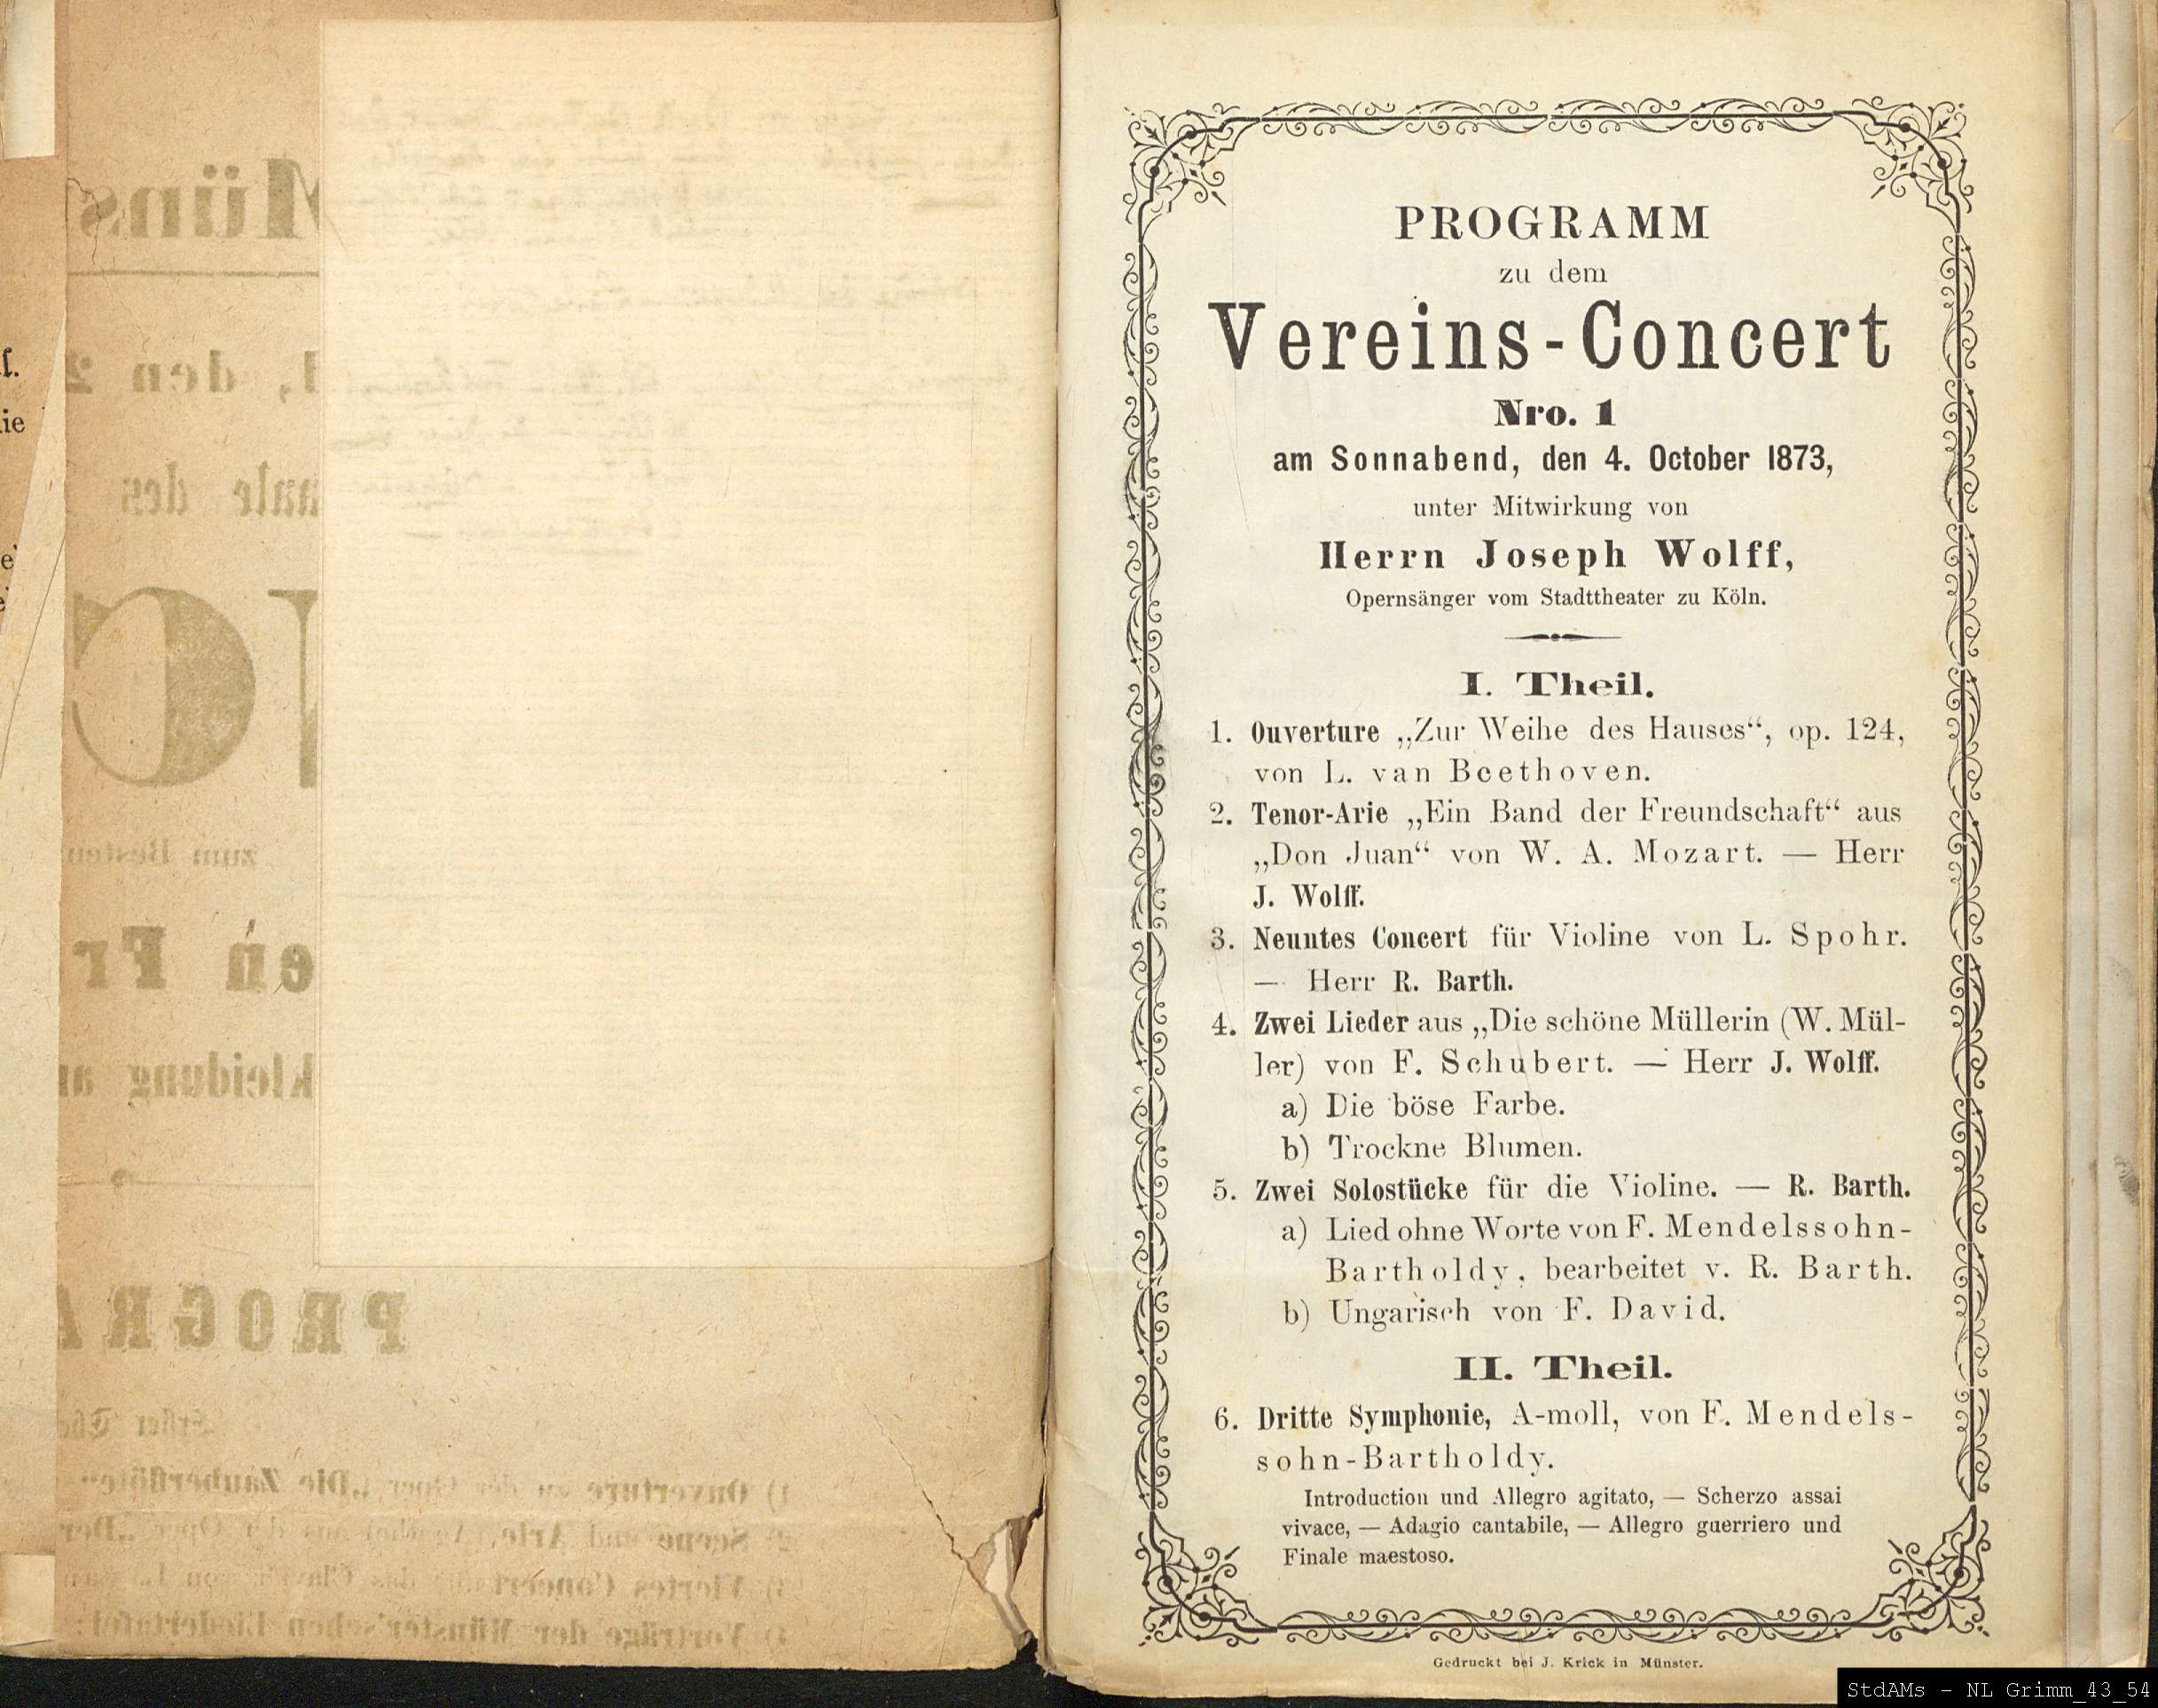 ſ.
ie
PROGRAMM
zu dem
Vereins-Concert
Nro. 1
am Sonnabend, den 4. October 1873,
unter Mitwirkung von
Herrn Joseph Wolff,
Opernsänger vom Stadttheater zu Köln.
I. Theil.
1. Ouverture „Zur Weihe des Hauses“, op. 124,
von L. van Beethoven.
2. Tenor-Arie „Ein Band der Freundschaft“ aus
„Don Juan“ von W. A. Mozart. — Herr
J. Wolff.
3. Neuntes Concert für Violine von L. Spohr.
— Herr R. Barth.
4. Zwei Lieder aus „Die schöne Müllerin (W. Mül-
ler) von F. Schubert. — Herr J. Wolff.
a) Die böse Farbe.
b) Trockne Blumen.
5. Zwei Solostücke für die Violine. — R. Barth.
a) Lied ohne Worte von F. Mendelssohn-
Bartholdy, bearbeitet v. R. Barth.
b) Ungarisch von F. David.
II. Theil.
6. Dritte Symphonie, A-moll, von F. Mendels-
sohn-Bartholdy.
Introduction und Allegro agitato, — Scherzo assai
vivace, — Adagio cantabile, — Allegro guerriero und
Finale maestoso.
Gedruckt bei J. Krick in Münster.
StdAMs - NL Grimm_43_54